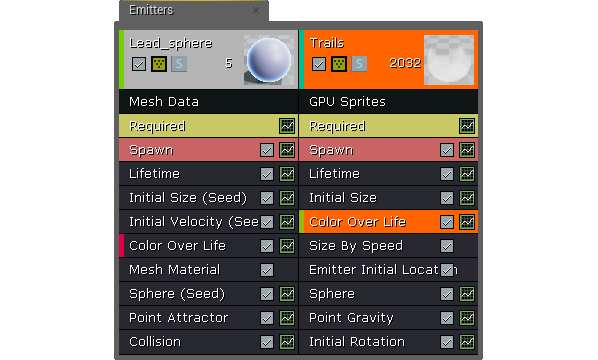 Emitters
Lead_sphere
S 5
Trails
S 2032
Mesh Data
GPU Sprites
Required
Required
Spawn
Spawn
Lifetime
Lifetime
Initial Size (Seed)
Initial Size
Initial Velocity (See
Color Over Life
Color Over Life
Size By Speed
Mesh Material
Emitter Initial Location
Sphere (Seed)
Sphere
Point Attractor
Point Gravity
Collision
Initial Rotation